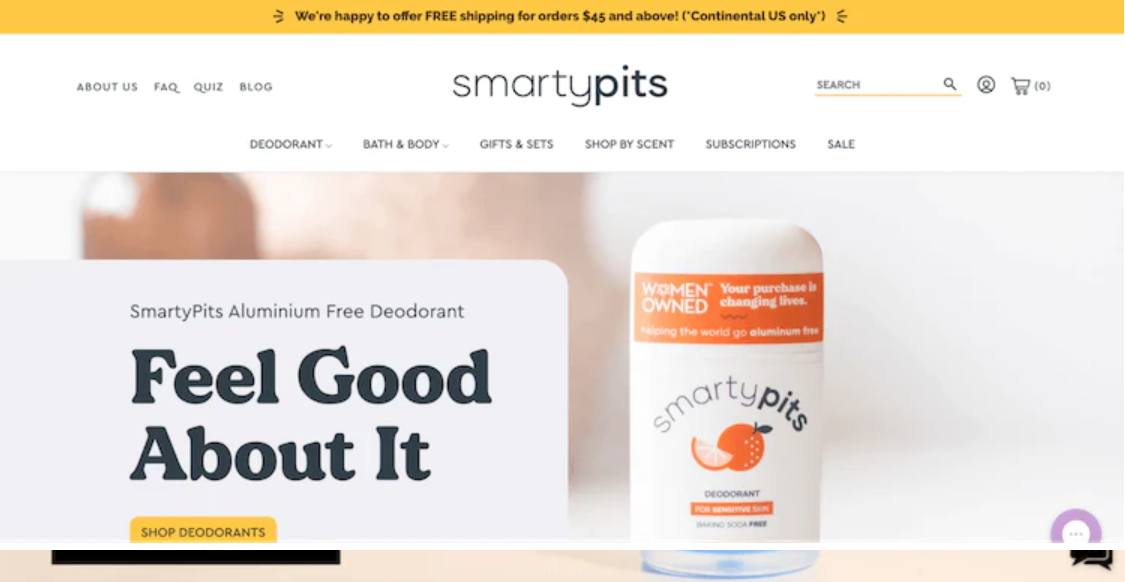 We're happy to offer FREE shipping for orders $45 and above! (*Continental US only*)
ABOUT US FAQ QUIZ BLOG
smartypits
SEARCH
(0)
DEODORANT BATH & BODY GIFTS & SETS SHOP BY SCENT SUBSCRIPTIONS SALE
SmartyPits Aluminium Free Deodorant
Feel Good
About It
SHOP DEODORANTS
WOMEN
OWNED
Your purchase is
changing lives.
helping the world go aluminum free
smartypits
DEODORANT
FOR SENSITIVE SKIN
BAKING SODA FREE